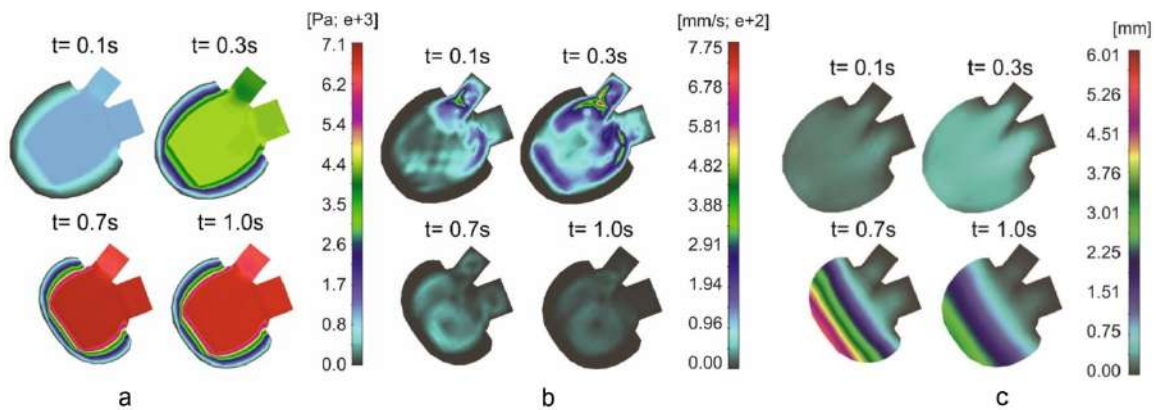 [Pa; e+3]
t= 0.1s
t= 0.3s
7.1
6.2
5.4
4.4
3.6
2.6
1.7
0.8
0.0
t= 0.7s
t= 1.0s
a
[mm/s; e+2]
t= 0.1s
t= 0.3s
7.75
6.78
5.81
4.84
3.88
2.91
1.94
0.96
0.00
t= 0.7s
t= 1.0s
b
[mm]
t= 0.1s
t= 0.3s
6.01
5.26
4.51
3.76
3.01
2.25
1.51
0.75
0.00
t= 0.7s
t= 1.0s
c